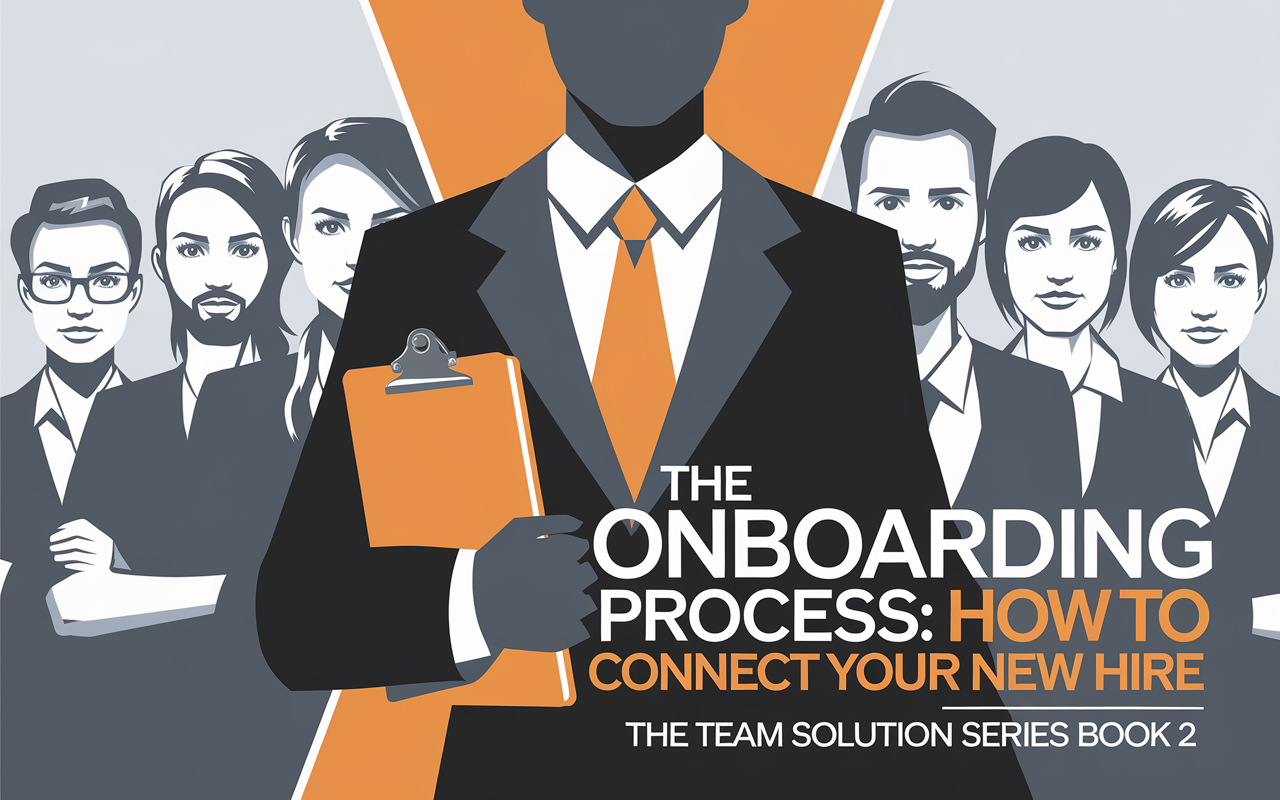 THE
ONBOARDING
PROCESS: HOW TO
CONNECT YOUR NEW HIRE
THE TEAM SOLUTION SERIES BOOK 2